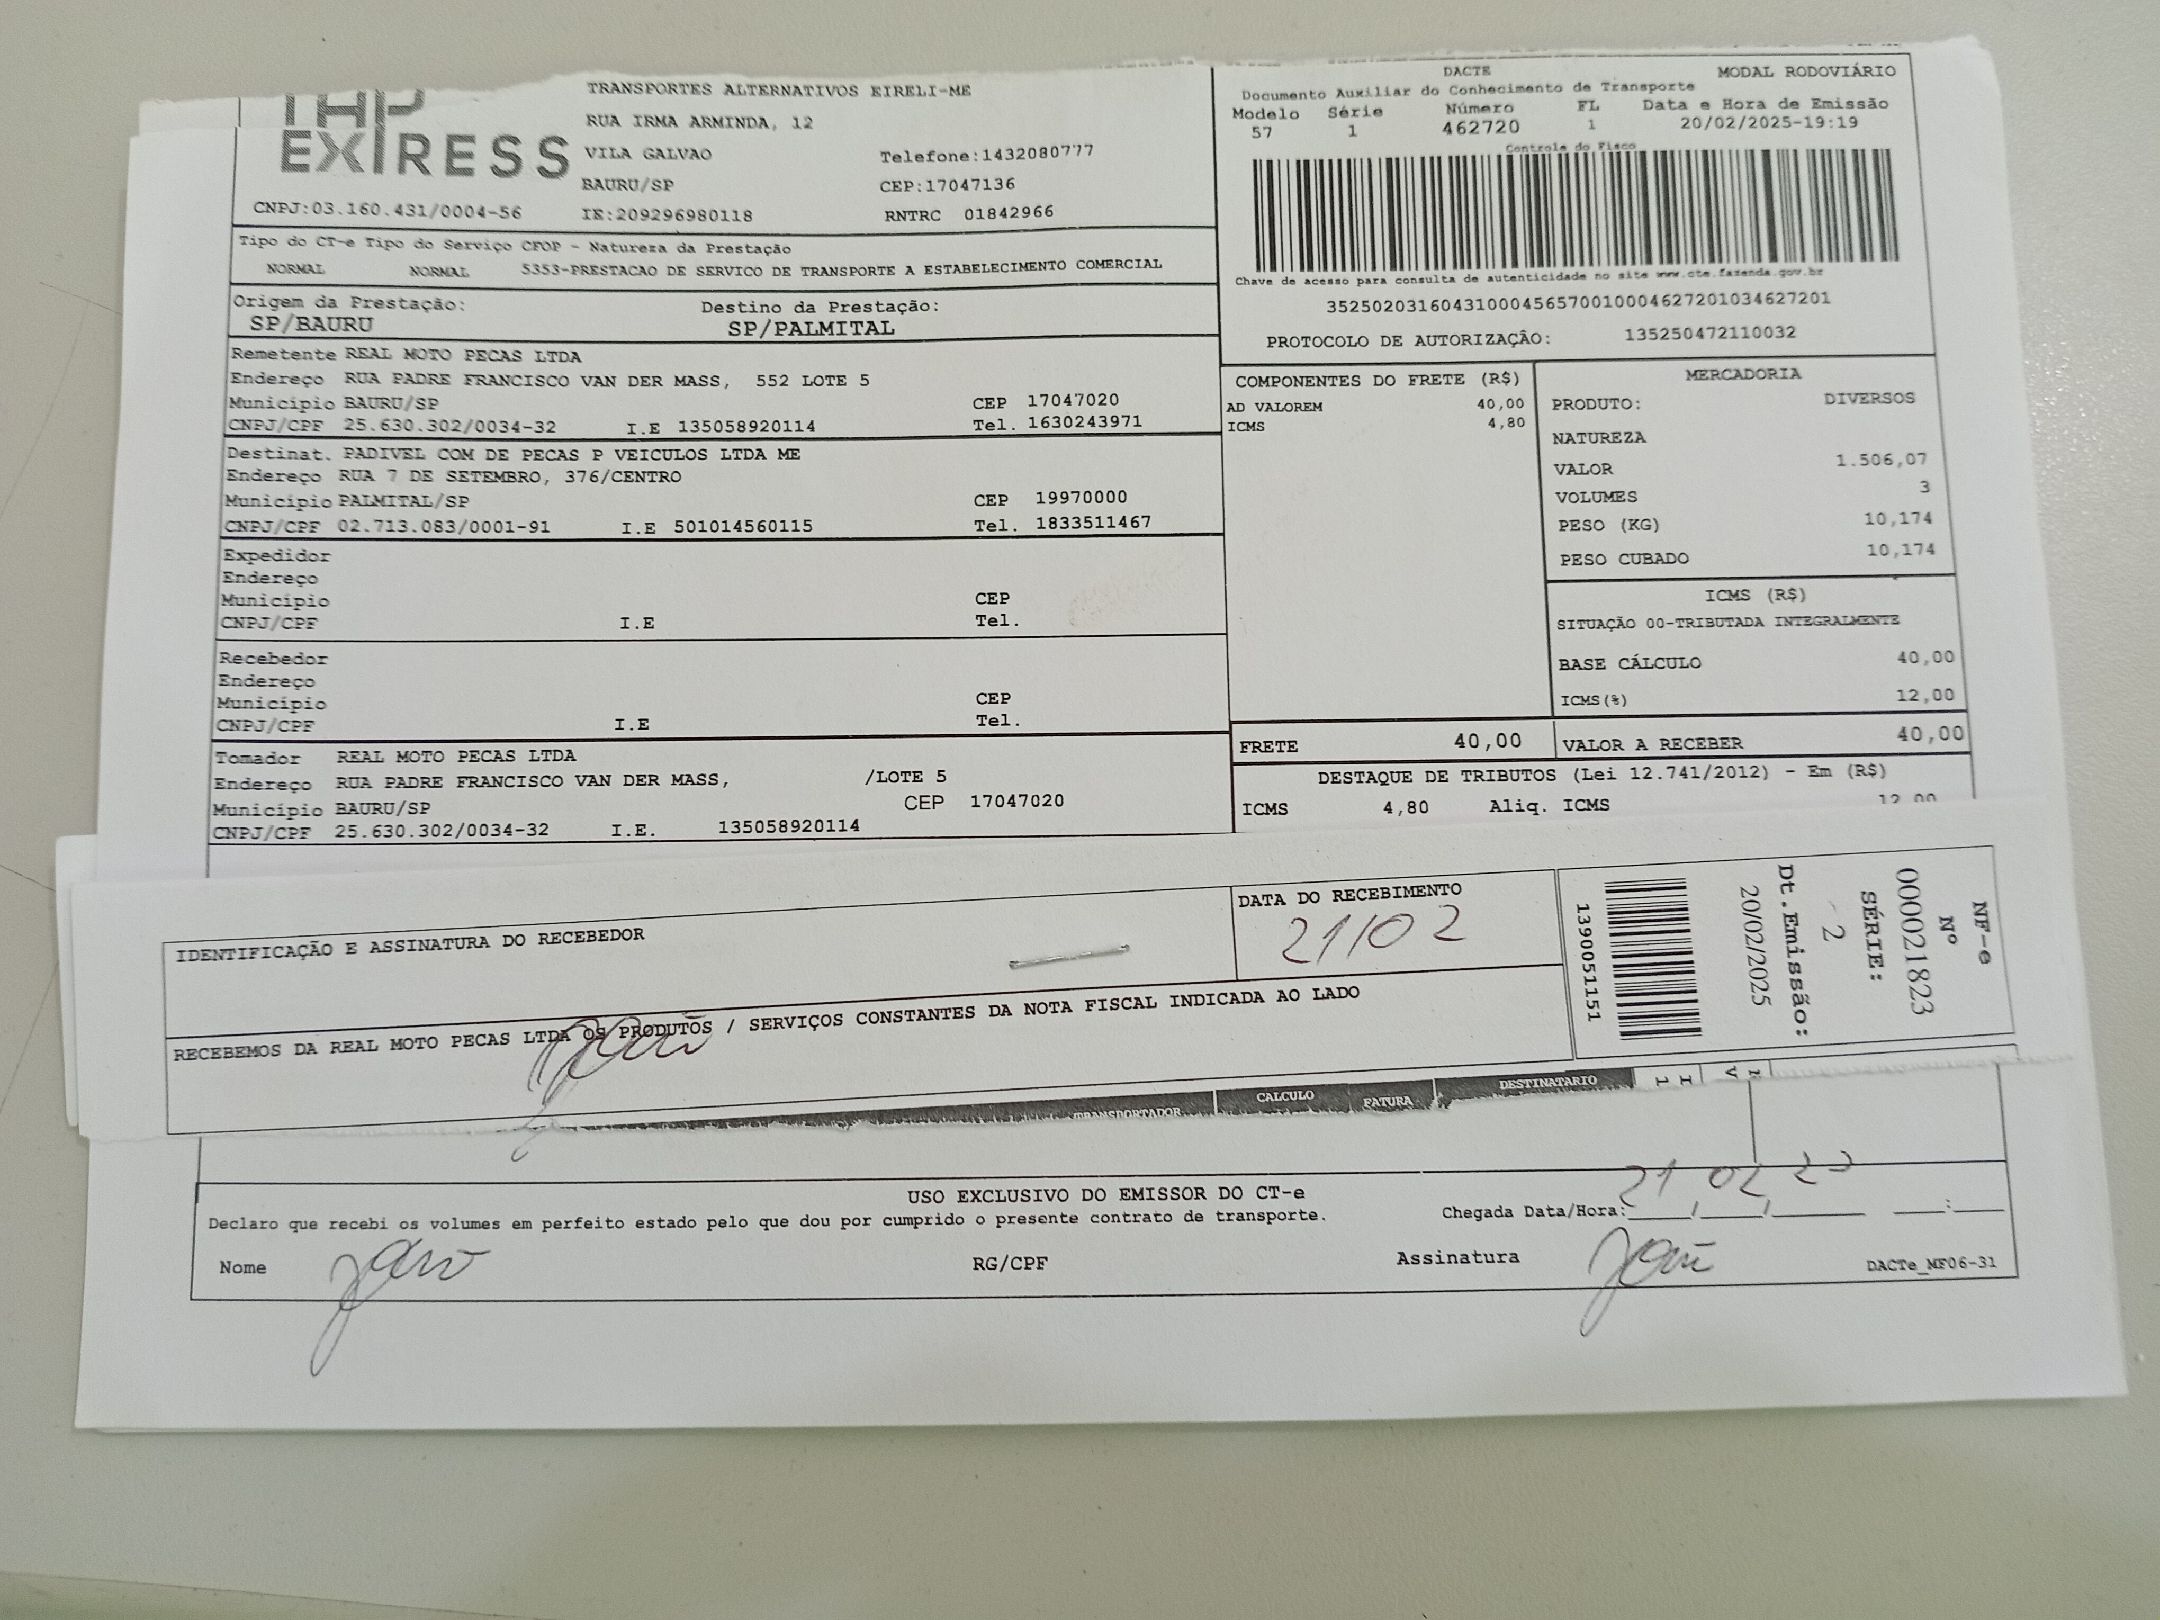 TRANSPORTES ALTERNATIVOS EIRELI-ME
RUA IRMA ARMINDA, 12
EXIRESS
VILA GALVAO Telefone:1432080777
BAURU/SP CEP:17047136
CNPJ:03.160.431/0004-56 IE:209296980118 RNTRC 01842966
DACTE MODAL RODOVIÁRIO
Documento Auxiliar do Conhecimento de Transporte
Modelo Série Número FL Data e Hora de Emissão
57 1 462720 1 20/02/2025-19:19
Controle do Fisco
Chave de acesso para consulta de autenticidade no site www.cte.fazenda.gov.br
35250203160431000456570010004627201034627201
PROTOCOLO DE AUTORIZAÇÃO: 135250472110032
Tipo do CT-e Tipo do Serviço CFOP - Natureza da Prestação
NORMAL NORMAL 5353-PRESTACAO DE SERVICO DE TRANSPORTE A ESTABELECIMENTO COMERCIAL
Origem da Prestação: Destino da Prestação:
SP/BAURU SP/PALMITAL
Remetente REAL MOTO PECAS LTDA
Endereço RUA PADRE FRANCISCO VAN DER MASS, 552 LOTE 5
Município BAURU/SP CEP 17047020
CNPJ/CPF 25.630.302/0034-32 I.E 135058920114 Tel. 1630243971
Destinat. PADIVEL COM DE PECAS P VEICULOS LTDA ME
Endereço RUA 7 DE SETEMBRO, 376/CENTRO
Município PALMITAL/SP CEP 19970000
CNPJ/CPF 02.713.083/0001-91 I.E 501014560115 Tel. 1833511467
Expedidor
Endereço
Município CEP
CNPJ/CPF I.E Tel.
Recebedor
Endereço
Município CEP
CNPJ/CPF I.E Tel.
Tomador REAL MOTO PECAS LTDA
Endereço RUA PADRE FRANCISCO VAN DER MASS, /LOTE 5
Município BAURU/SP CEP 17047020
CNPJ/CPF 25.630.302/0034-32 I.E. 135058920114
COMPONENTES DO FRETE (R$)
AD VALOREM 40,00
ICMS 4,80
MERCADORIA
PRODUTO: DIVERSOS
NATUREZA
VALOR 1.506,07
VOLUMES 3
PESO (KG) 10,174
PESO CUBADO 10,174
ICMS (R$)
SITUAÇÃO 00-TRIBUTADA INTEGRALMENTE
BASE CÁLCULO 40,00
ICMS(%) 12,00
FRETE 40,00 VALOR A RECEBER 40,00
DESTAQUE DE TRIBUTOS (Lei 12.741/2012) - Em (R$)
ICMS 4,80 Aliq. ICMS 12,00
IDENTIFICAÇÃO E ASSINATURA DO RECEBEDOR
DATA DO RECEBIMENTO
21/02
RECEBEMOS DA REAL MOTO PECAS LTDA OS PRODUTOS / SERVIÇOS CONSTANTES DA NOTA FISCAL INDICADA AO LADO
João
1390051151
NF-e
Nº
000021823
SÉRIE:
2
Dt.Emissão:
20/02/2025
TRANSPORTADOR CALCULO FATURA DESTINATARIO
USO EXCLUSIVO DO EMISSOR DO CT-e
Declaro que recebi os volumes em perfeito estado pelo que dou por cumprido o presente contrato de transporte.
Chegada Data/Hora: 21 / 02 /
Nome João RG/CPF Assinatura João
DACTe_MF06-31